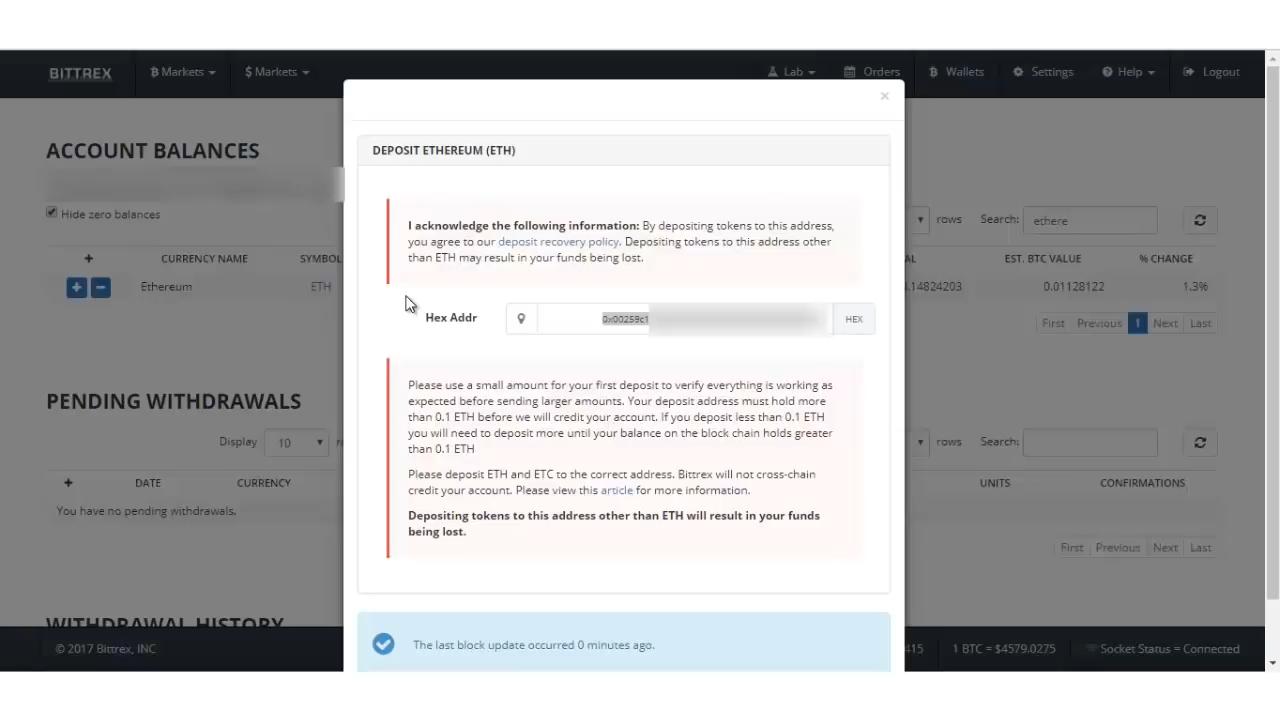 BITTREX
฿ Markets
$ Markets
Lab
Orders
Wallets
Settings
Help
Logout
×
ACCOUNT BALANCES
DEPOSIT ETHEREUM (ETH)
Hide zero balances
rows
Search:
ethere
I acknowledge the following information: By depositing tokens to this address,
you agree to our deposit recovery policy. Depositing tokens to this address other
than ETH may result in your funds being lost.
+
CURRENCY NAME
SYMBOL
EST. BTC VALUE
% CHANGE
Ethereum
ETH
.14824203
0.01128122
1.3%
Hex Addr
0x00259c1
HEX
First
Previous
1
Next
Last
Please use a small amount for your first deposit to verify everything is working as
expected before sending larger amounts. Your deposit address must hold more
than 0.1 ETH before we will credit your account. If you deposit less than 0.1 ETH
you will need to deposit more until your balance on the block chain holds greater
than 0.1 ETH
Please deposit ETH and ETC to the correct address. Bittrex will not cross-chain
credit your account. Please view this article for more information.
Depositing tokens to this address other than ETH will result in your funds
being lost.
PENDING WITHDRAWALS
Display
10
rows
Search:
+
DATE
CURRENCY
UNITS
CONFIRMATIONS
You have no pending withdrawals.
First
Previous
Next
Last
WITHDRAWAL HISTORY
The last block update occurred 0 minutes ago.
© 2017 Bittrex, INC
415
1 BTC = $4579.0275
Socket Status = Connected